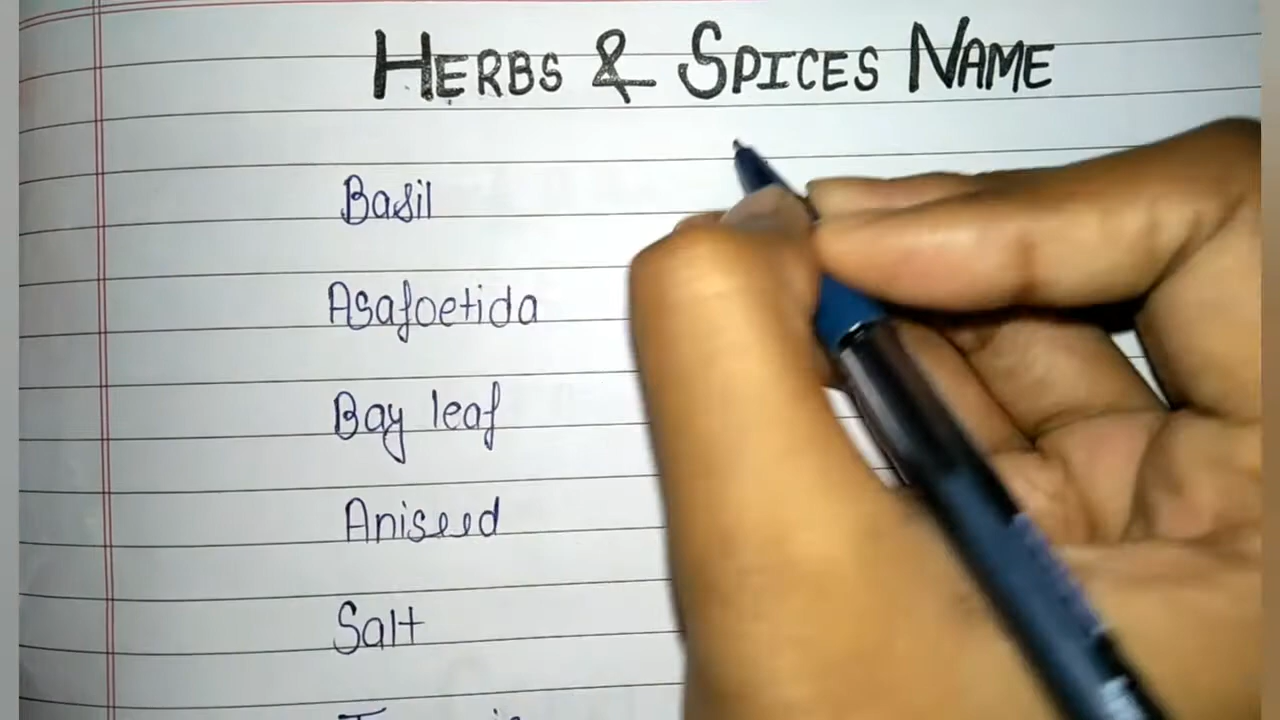 HERBS & SPICES NAME
Basil
Asafoetida
Bay leaf
Aniseed
Salt